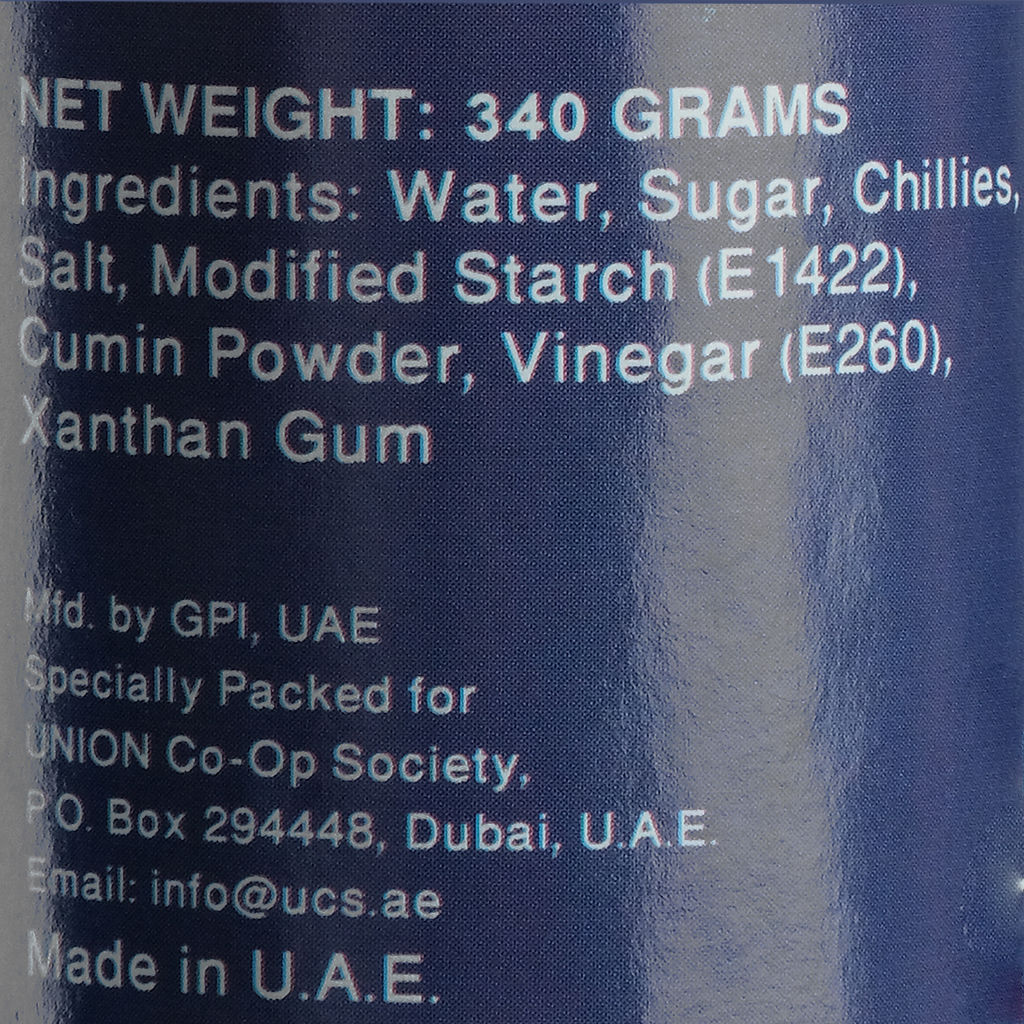 NET WEIGHT: 340 GRAMS
Ingredients: Water, Sugar, Chillies,
Salt, Modified Starch (E1422),
Cumin Powder, Vinegar (E260),
Xanthan Gum
Mfd. by GPI, UAE
Specially Packed for
UNION Co-Op Society,
P.O. Box 294448, Dubai, U.A.E.
Email: info@ucs.ae
Made in U.A.E.